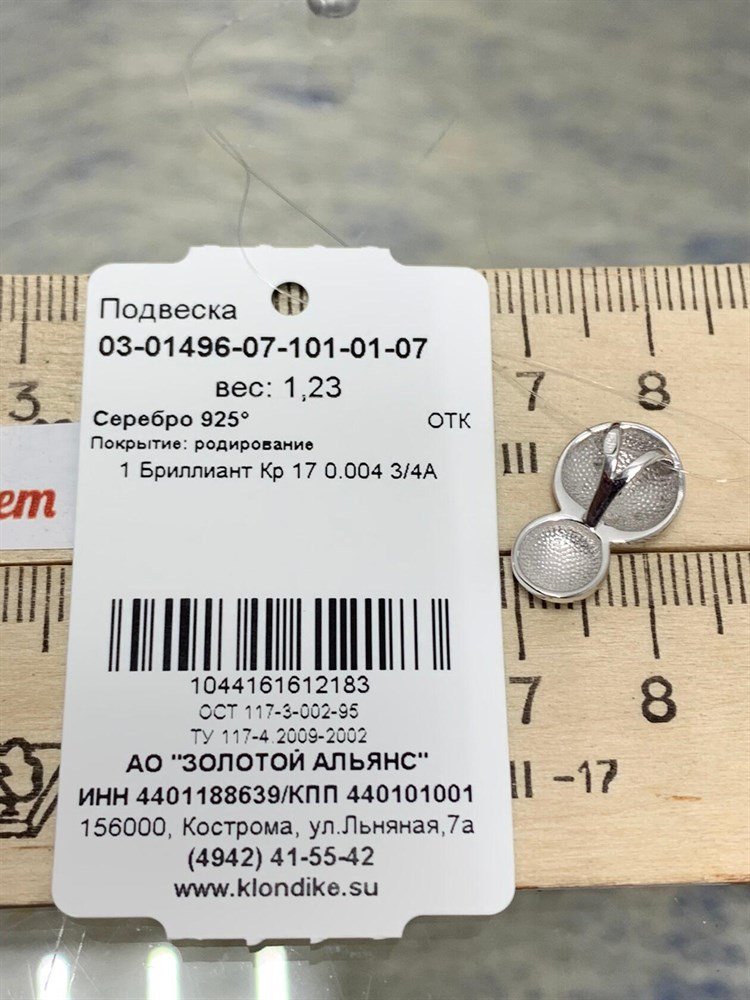 Подвеска
03-01496-07-101-01-07
вес: 1,23
Серебро 925° ОТК
Покрытие: родирование
1 Бриллиант Кр 17 0.004 3/4А
1044161612183
ОСТ 117-3-002-95
ТУ 117-4.2009-2002
АО "ЗОЛОТОЙ АЛЬЯНС"
ИНН 4401188639/КПП 440101001
156000, Кострома, ул.Льняная,7а
(4942) 41-55-42
www.klondike.su
3
7 8
ет
7 8
-17